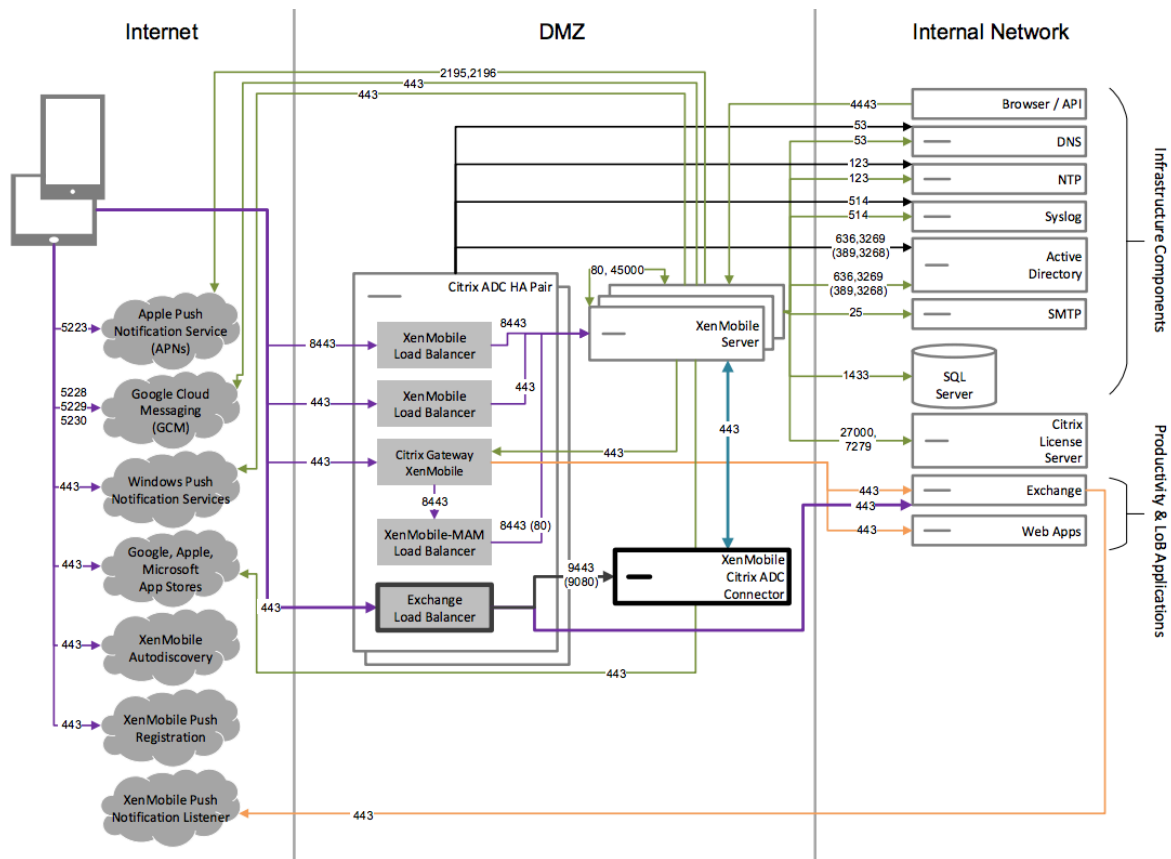 Internet
DMZ
Internal Network
2195,2196
443
443
4443
Browser / API
53
53
DNS
123
123
NTP
514
514
Syslog
636,3269
(389,3268)
636,3269
(389,3268)
Active
Directory
25
SMTP
1433
SQL
Server
27000,
7279
Citrix
License
Server
443
443
Exchange
443
Web Apps
Infrastructure Components
Productivity & LoB Applications
80, 45000
Citrix ADC HA Pair
XenMobile
Server
8443
XenMobile
Load Balancer
8443
443
443
XenMobile
Load Balancer
443
443
Citrix Gateway
XenMobile
443
8443
XenMobile-MAM
Load Balancer
8443 (80)
9443
(9080)
XenMobile
Citrix ADC
Connector
443
Exchange
Load Balancer
443
5223
Apple Push
Notification Service
(APNs)
5228
5229
5230
Google Cloud
Messaging
(GCM)
443
Windows Push
Notification Services
443
Google, Apple,
Microsoft
App Stores
443
XenMobile
Autodiscovery
443
XenMobile Push
Registration
XenMobile Push
Notification Listener
443